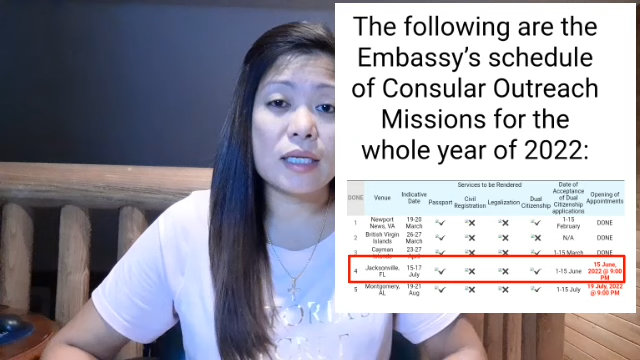 The following are the
Embassy's schedule
of Consular Outreach
Missions for the
whole year of 2022:
DONE Venue Indicative Date Services to be Rendered Date of Acceptance of Dual Citizenship applications Opening of Appointments
Passport Civil Registration Legalization Dual Citizenship
1 Newport News, VA 19-20 March ✓ ✗ ✗ ✓ 1-15 February DONE
2 British Virgin Islands 26-27 March ✓ ✗ ✗ ✗ N/A DONE
3 Cayman Islands 23-27 April ✓ ✗ ✗ ✓ 1-15 March DONE
4 Jacksonville, FL 15-17 July ✓ ✗ ✗ ✓ 1-15 June 15 June, 2022 @ 9:00 PM
5 Montgomery, AL 19-21 Aug ✓ ✗ ✗ ✓ 1-15 July 19 July, 2022 @ 9:00 PM